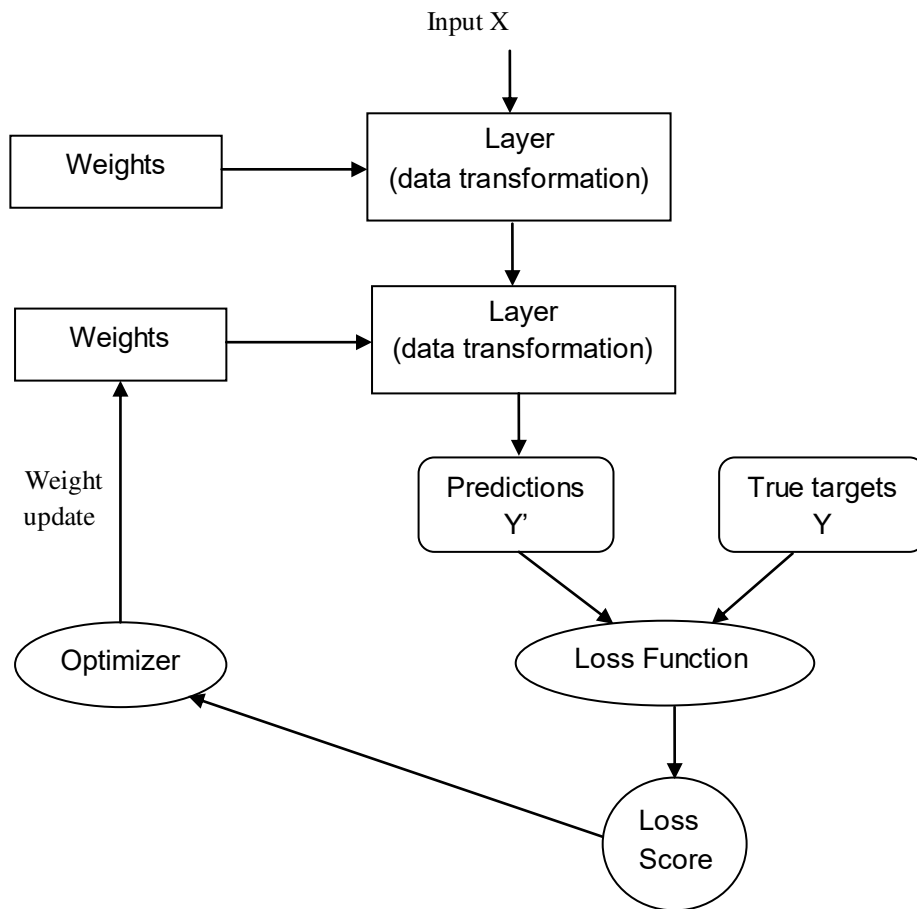 Input X
Weights
Layer
(data transformation)
Weights
Layer
(data transformation)
Weight
update
Predictions
Y’
True targets
Y
Optimizer
Loss Function
Loss
Score